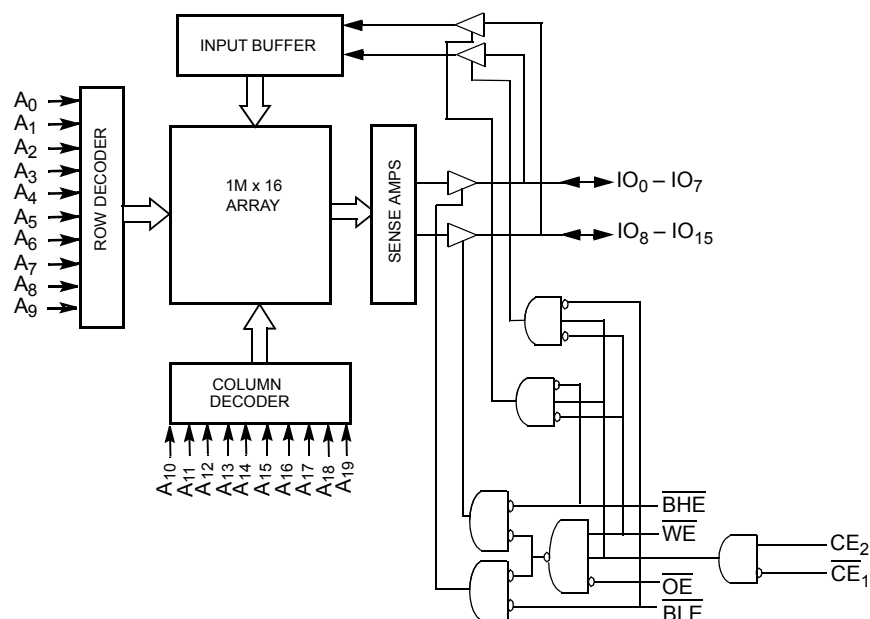 INPUT BUFFER
A0
A1
A2
A3
A4
A5
A6
A7
A8
A9
ROW DECODER
1M x 16
ARRAY
SENSE AMPS
IO0 – IO7
IO8 – IO15
COLUMN
DECODER
A10
A11
A12
A13
A14
A15
A16
A17
A18
A19
BHE
WE
CE2
OE
CE1
BLE